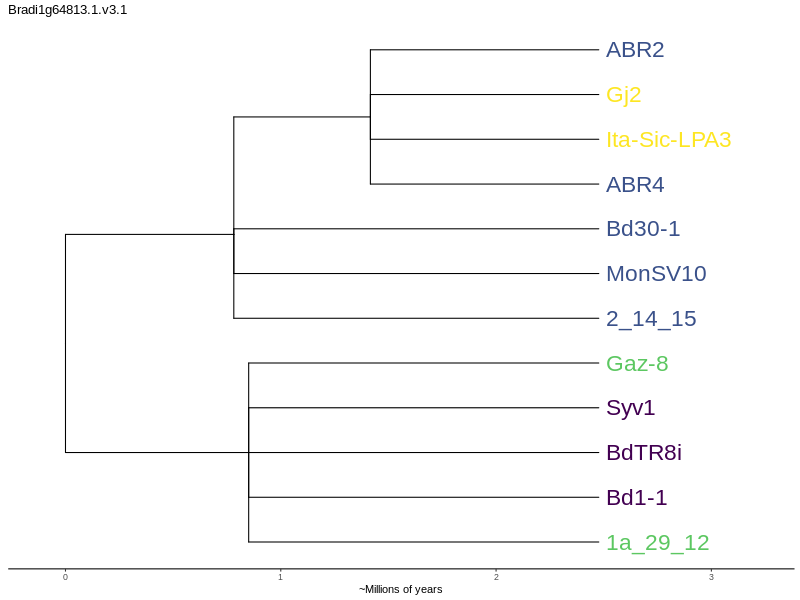 Bradi1g64813.1.v3.1
ABR2
Gj2
Ita-Sic-LPA3
ABR4
Bd30-1
MonSV10
2_14_15
Gaz-8
Syv1
BdTR8i
Bd1-1
1a_29_12
0 1 2 3
~Millions of years